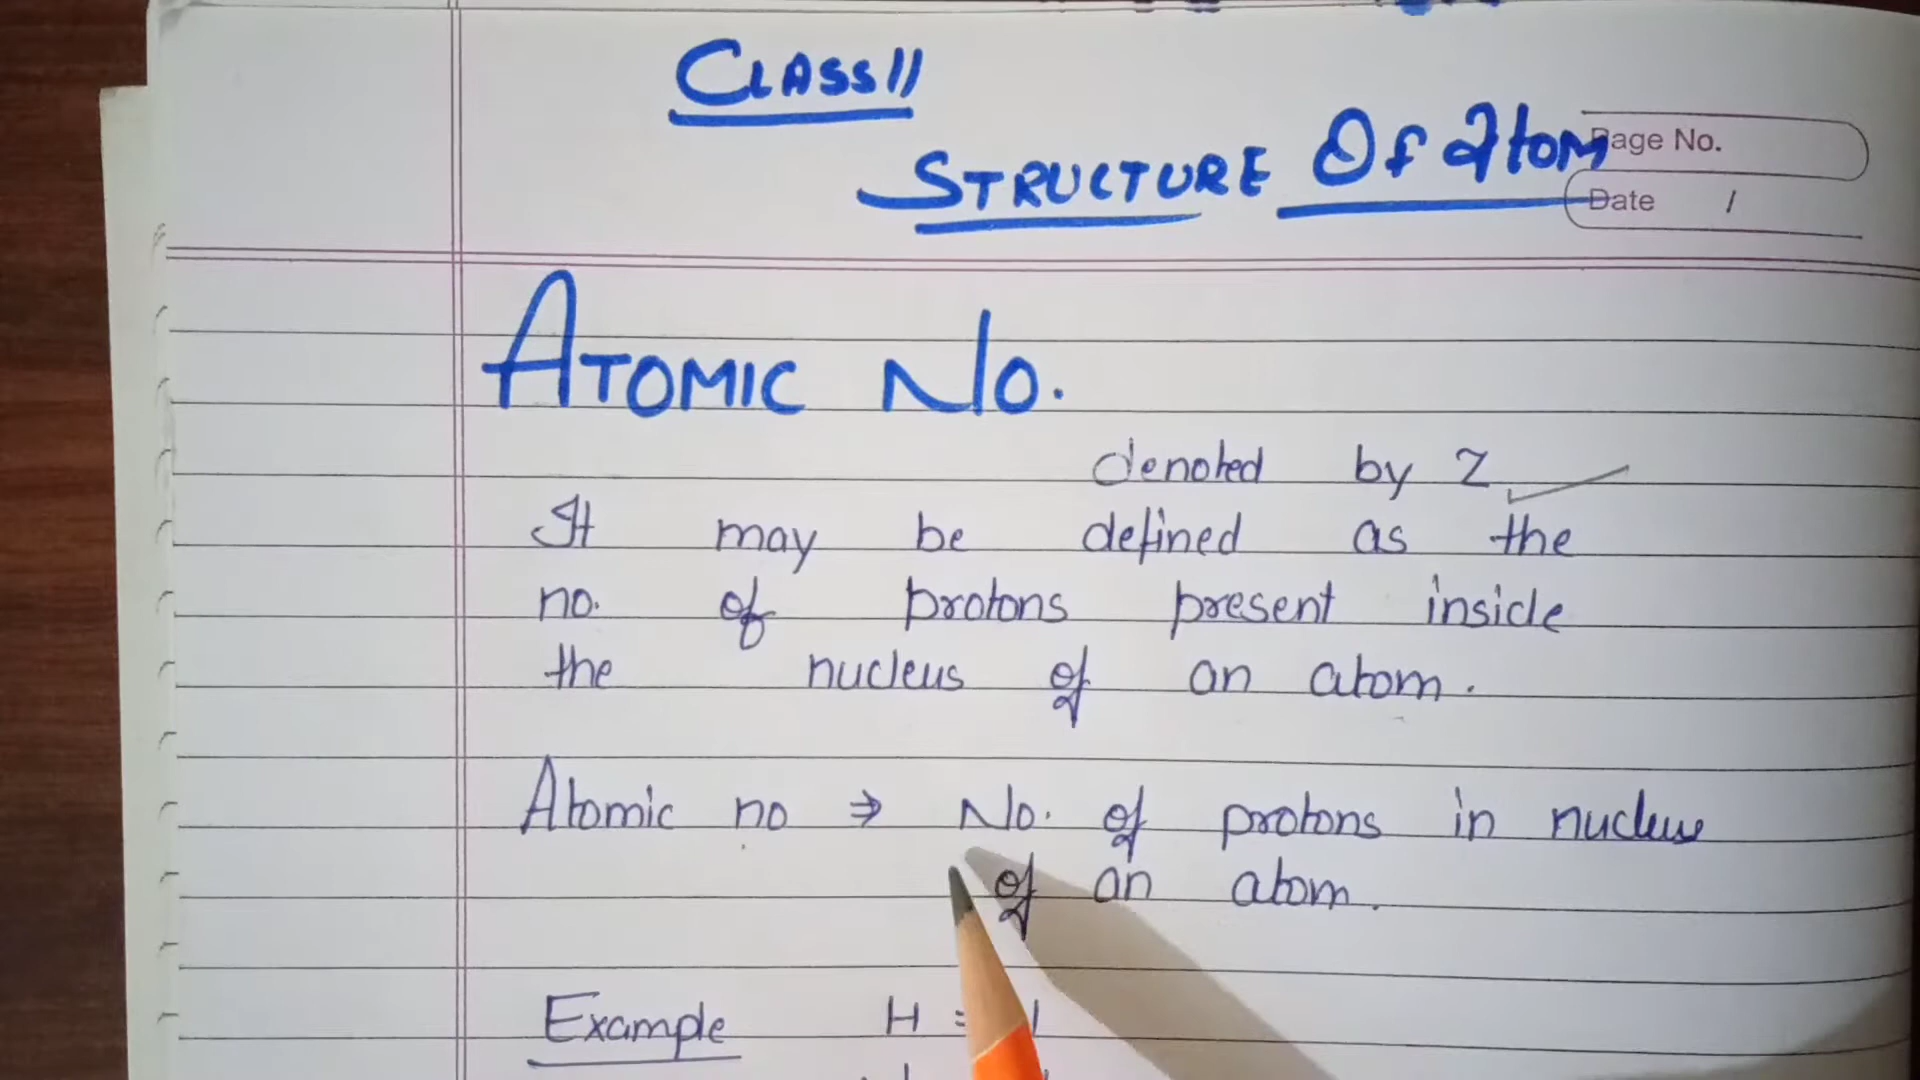 CLASS 11
STRUCTURE Of Atom
Page No.
Date /
ATOMIC No.
denoted by Z
It may be defined as the
no. of protons present inside
the nucleus of an atom.
Atomic no ⇒ No. of protons in nucleus
of an atom.
Example H = 1